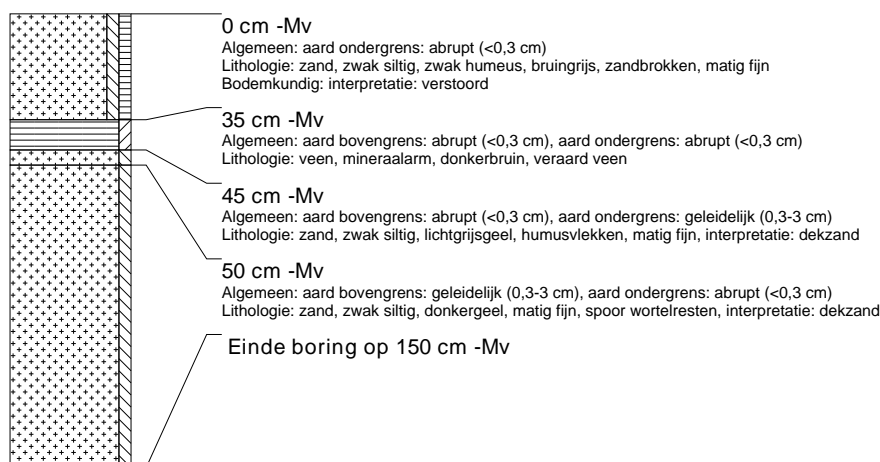 0 cm -Mv
Algemeen: aard ondergrens: abrupt (<0,3 cm)
Lithologie: zand, zwak siltig, zwak humeus, bruingrijs, zandbrokken, matig fijn
Bodemkundig: interpretatie: verstoord
35 cm -Mv
Algemeen: aard bovengrens: abrupt (<0,3 cm), aard ondergrens: abrupt (<0,3 cm)
Lithologie: veen, mineraalarm, donkerbruin, veraard veen
45 cm -Mv
Algemeen: aard bovengrens: abrupt (<0,3 cm), aard ondergrens: geleidelijk (0,3-3 cm)
Lithologie: zand, zwak siltig, lichtgrijsgeel, humusvlekken, matig fijn, interpretatie: dekzand
50 cm -Mv
Algemeen: aard bovengrens: geleidelijk (0,3-3 cm), aard ondergrens: abrupt (<0,3 cm)
Lithologie: zand, zwak siltig, donkergeel, matig fijn, spoor wortelresten, interpretatie: dekzand
Einde boring op 150 cm -Mv